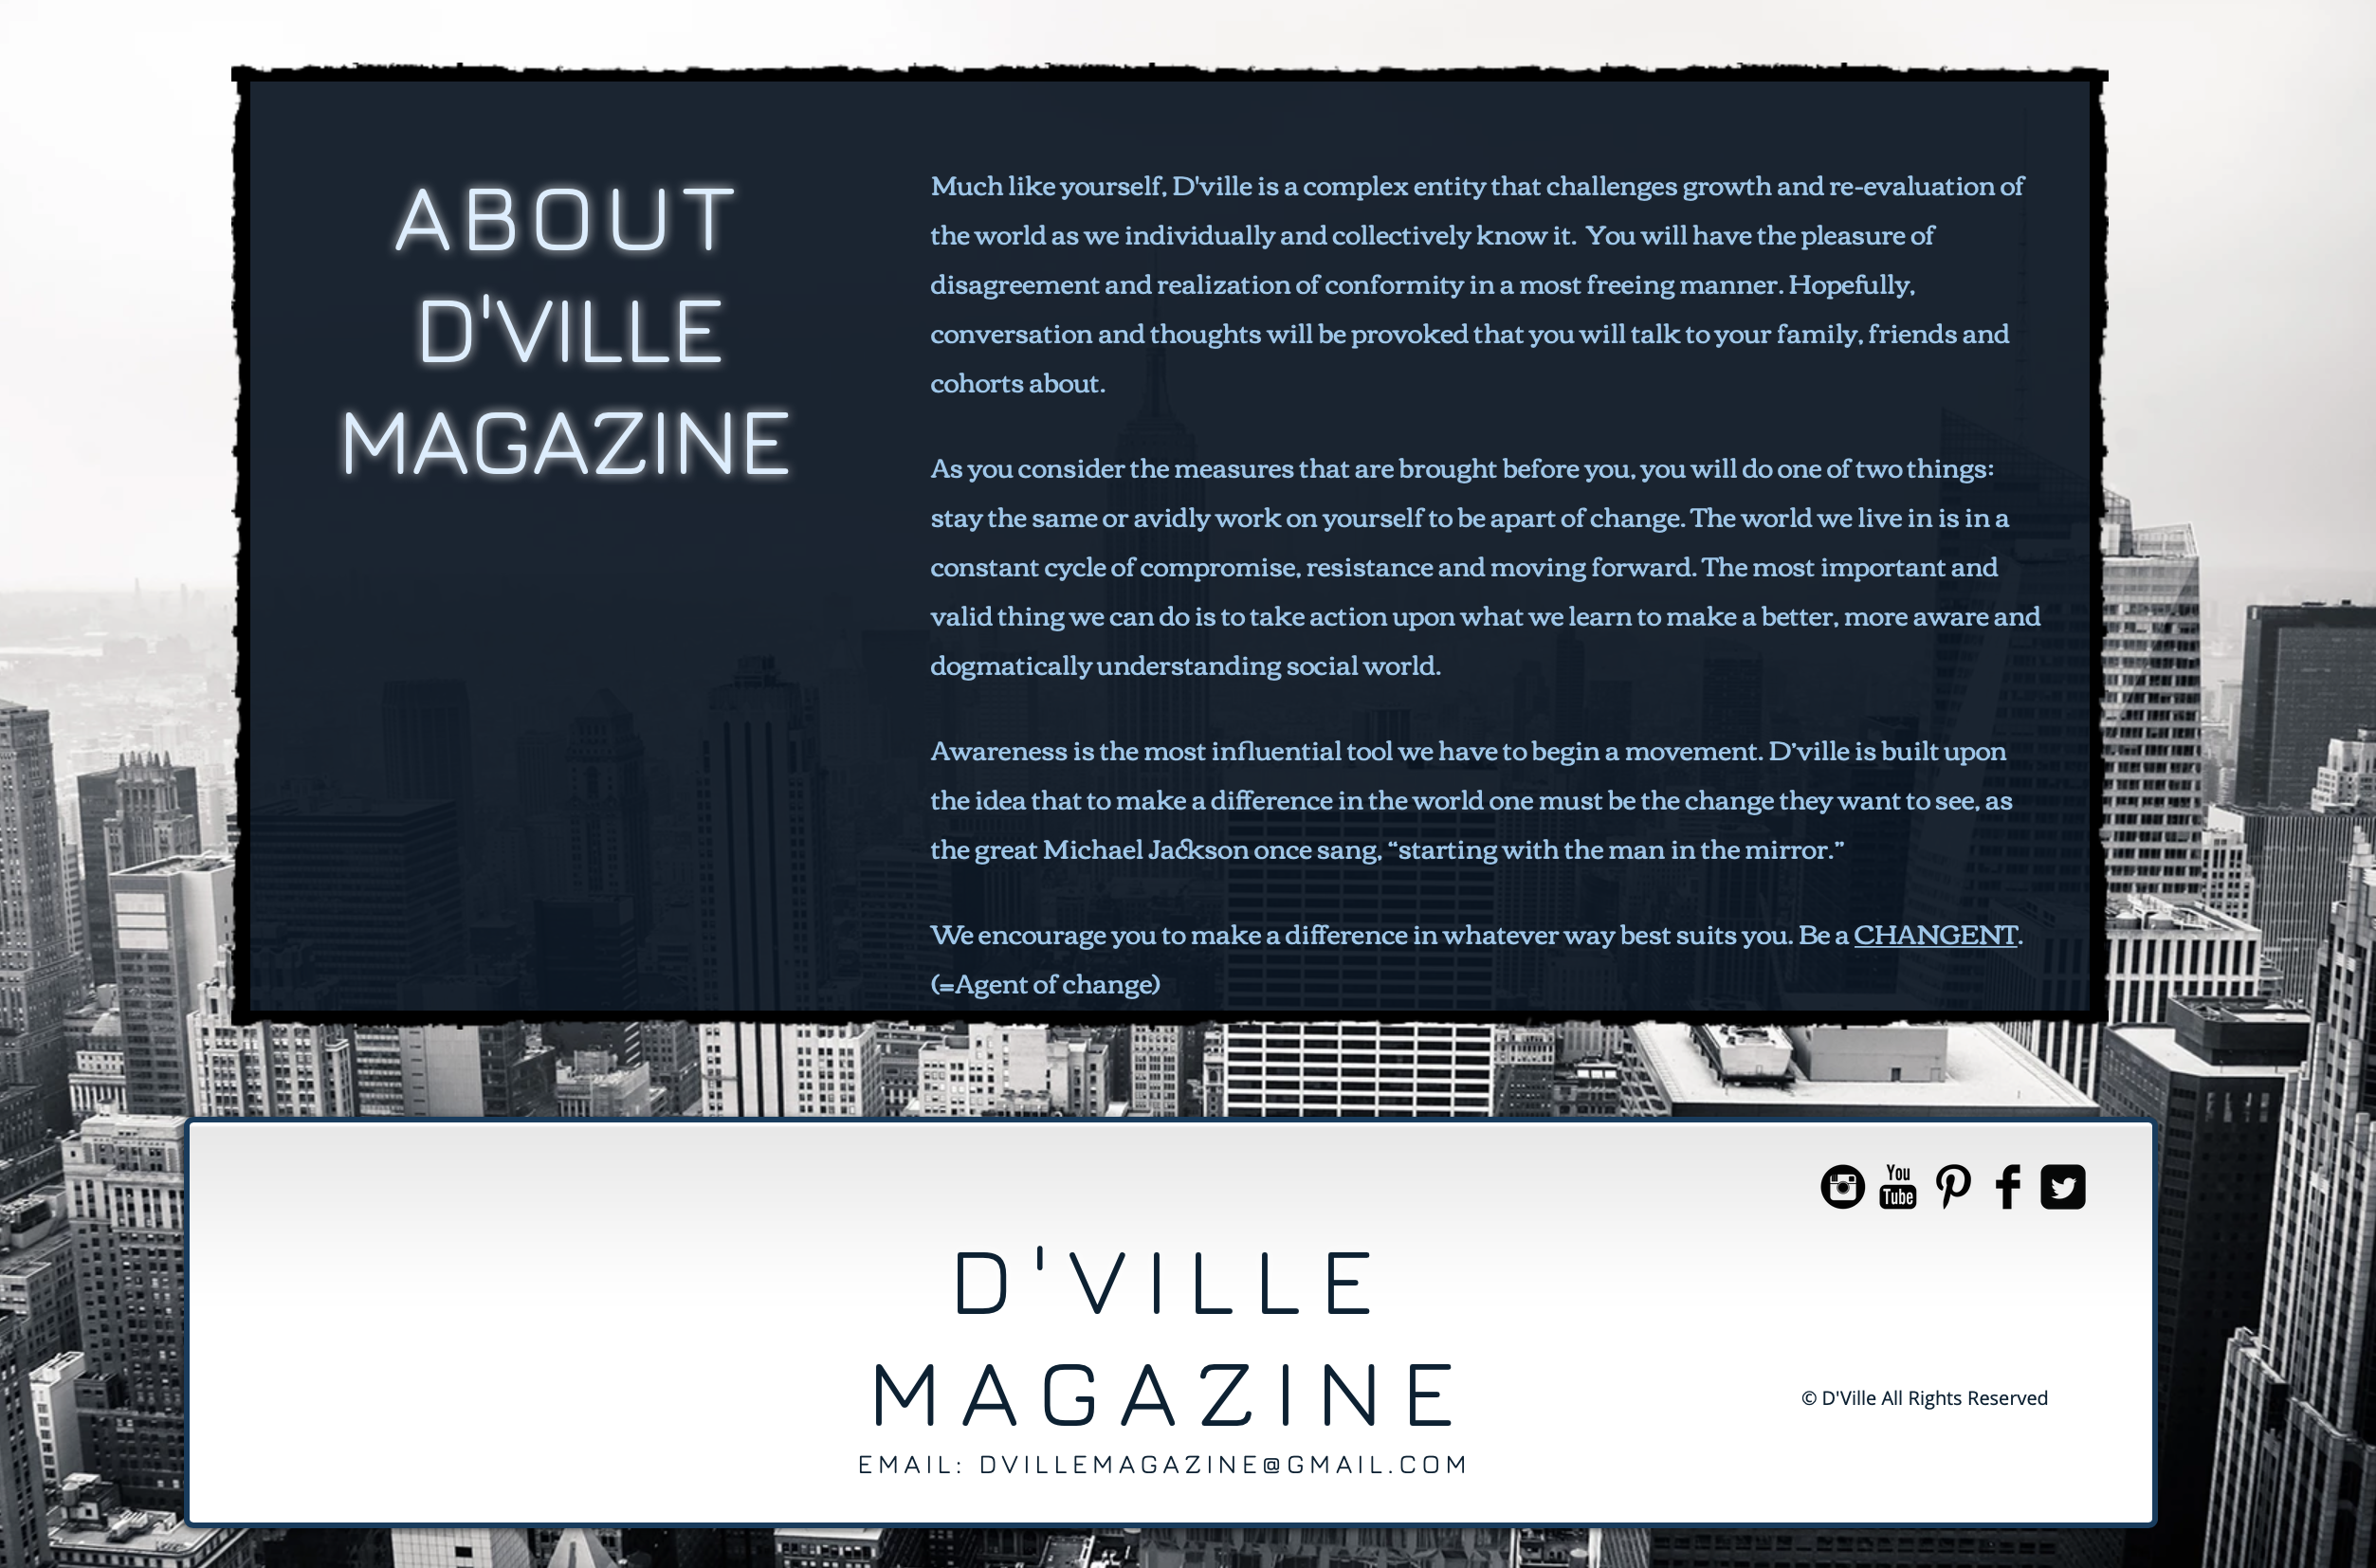 ABOUT
D'VILLE
MAGAZINE
Much like yourself, D'ville is a complex entity that challenges growth and re-evaluation of
the world as we individually and collectively know it.  You will have the pleasure of
disagreement and realization of conformity in a most freeing manner. Hopefully,
conversation and thoughts will be provoked that you will talk to your family, friends and
cohorts about.
As you consider the measures that are brought before you, you will do one of two things:
stay the same or avidly work on yourself to be apart of change. The world we live in is in a
constant cycle of compromise, resistance and moving forward. The most important and
valid thing we can do is to take action upon what we learn to make a better, more aware and
dogmatically understanding social world.
Awareness is the most influential tool we have to begin a movement. D’ville is built upon
the idea that to make a difference in the world one must be the change they want to see, as
the great Michael Jackson once sang, “starting with the man in the mirror.”
We encourage you to make a difference in whatever way best suits you. Be a CHANGENT.
(=Agent of change)
You
Tube
D'VILLE
MAGAZINE
© D'Ville All Rights Reserved
EMAIL: DVILLEMAGAZINE@GMAIL.COM